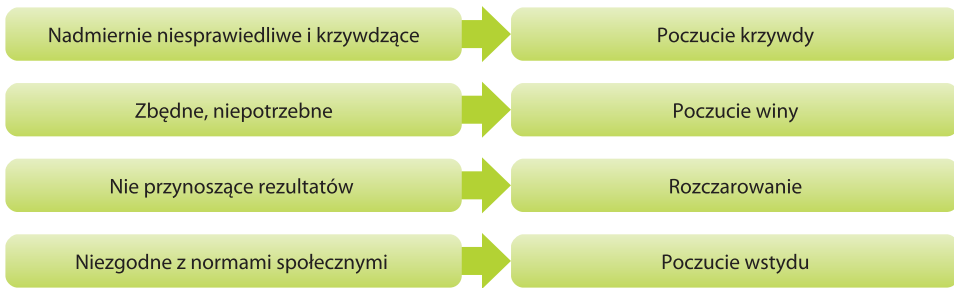 Nadmiernie niesprawiedliwe i krzywdzące
Poczucie krzywdy
Zbędne, niepotrzebne
Poczucie winy
Nie przynoszące rezultatów
Rozczarowanie
Niezgodne z normami społecznymi
Poczucie wstydu